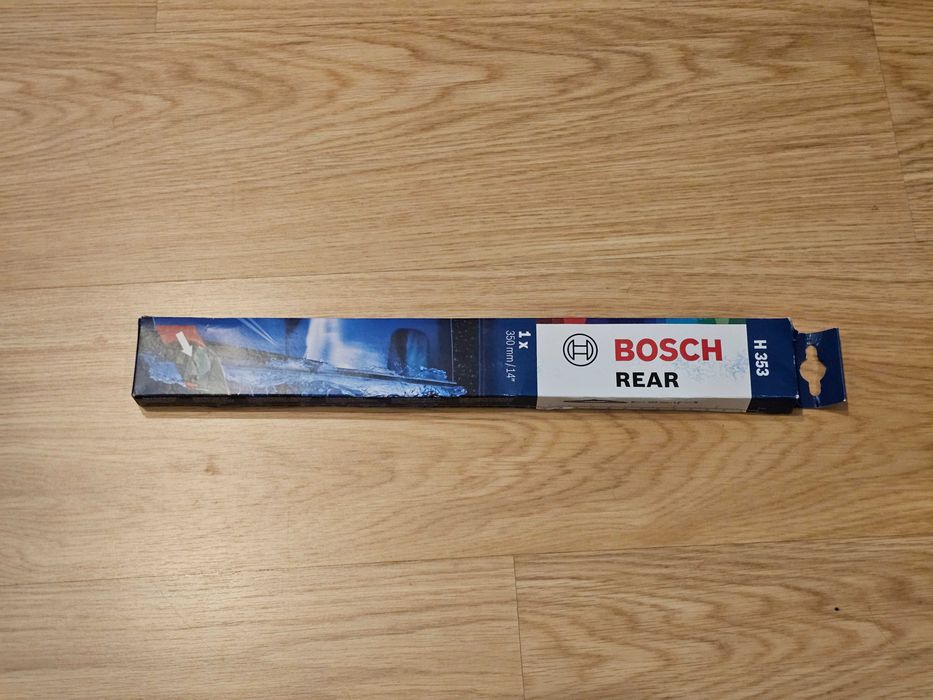 1 x
350 mm / 14"
BOSCH
REAR
H 353